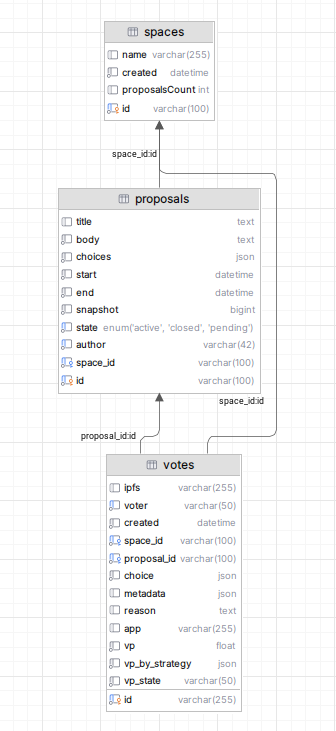 spaces
name varchar(255)
created datetime
proposalsCount int
id varchar(100)
space_id:id
proposals
title text
body text
choices json
start datetime
end datetime
snapshot bigint
state enum('active', 'closed', 'pending')
author varchar(42)
space_id varchar(100)
id varchar(100)
space_id:id
proposal_id:id
votes
ipfs varchar(255)
voter varchar(50)
created datetime
space_id varchar(100)
proposal_id varchar(100)
choice json
metadata json
reason text
app varchar(255)
vp float
vp_by_strategy json
vp_state varchar(50)
id varchar(255)